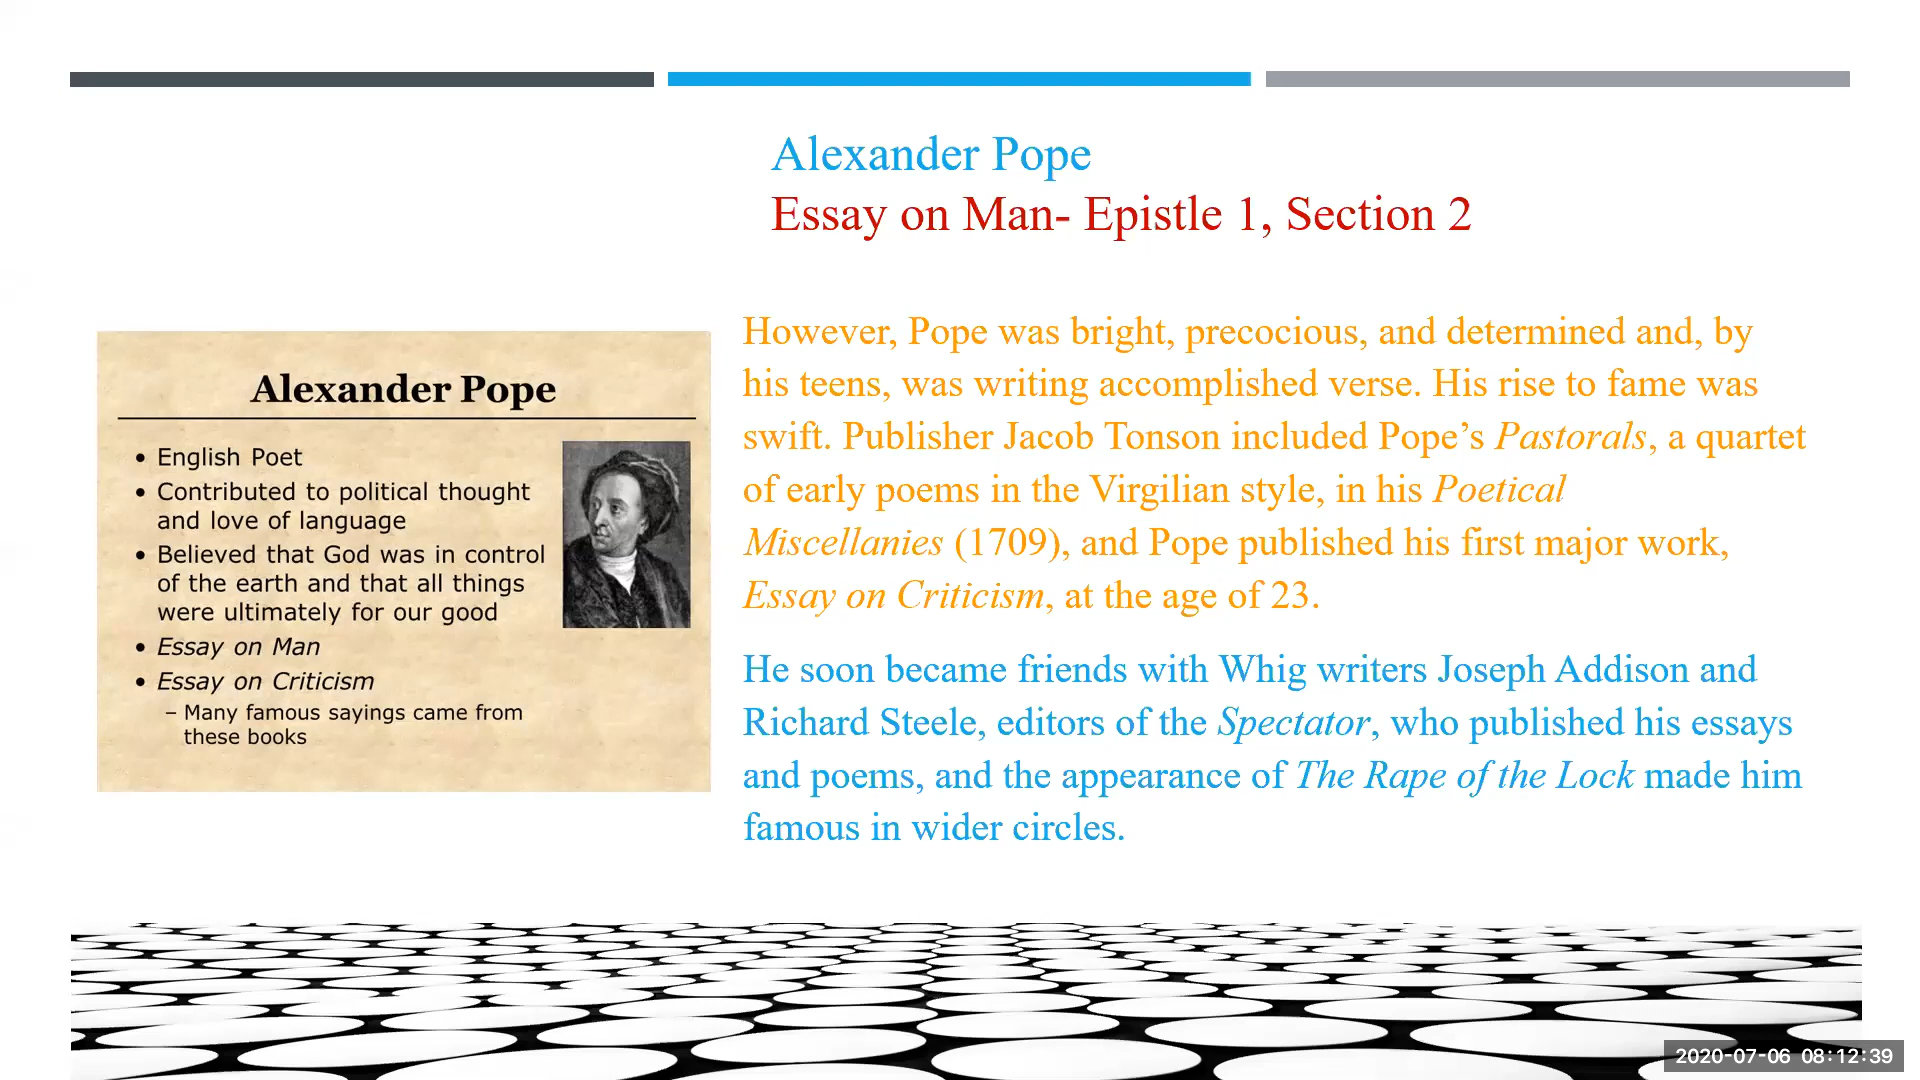 Alexander Pope
Essay on Man- Epistle 1, Section 2
Alexander Pope
• English Poet
• Contributed to political thought
and love of language
• Believed that God was in control
of the earth and that all things
were ultimately for our good
• Essay on Man
• Essay on Criticism
– Many famous sayings came from
these books
However, Pope was bright, precocious, and determined and, by
his teens, was writing accomplished verse. His rise to fame was
swift. Publisher Jacob Tonson included Pope’s Pastorals, a quartet
of early poems in the Virgilian style, in his Poetical
Miscellanies (1709), and Pope published his first major work,
Essay on Criticism, at the age of 23.
He soon became friends with Whig writers Joseph Addison and
Richard Steele, editors of the Spectator, who published his essays
and poems, and the appearance of The Rape of the Lock made him
famous in wider circles.
2020-07-06 08:12:39